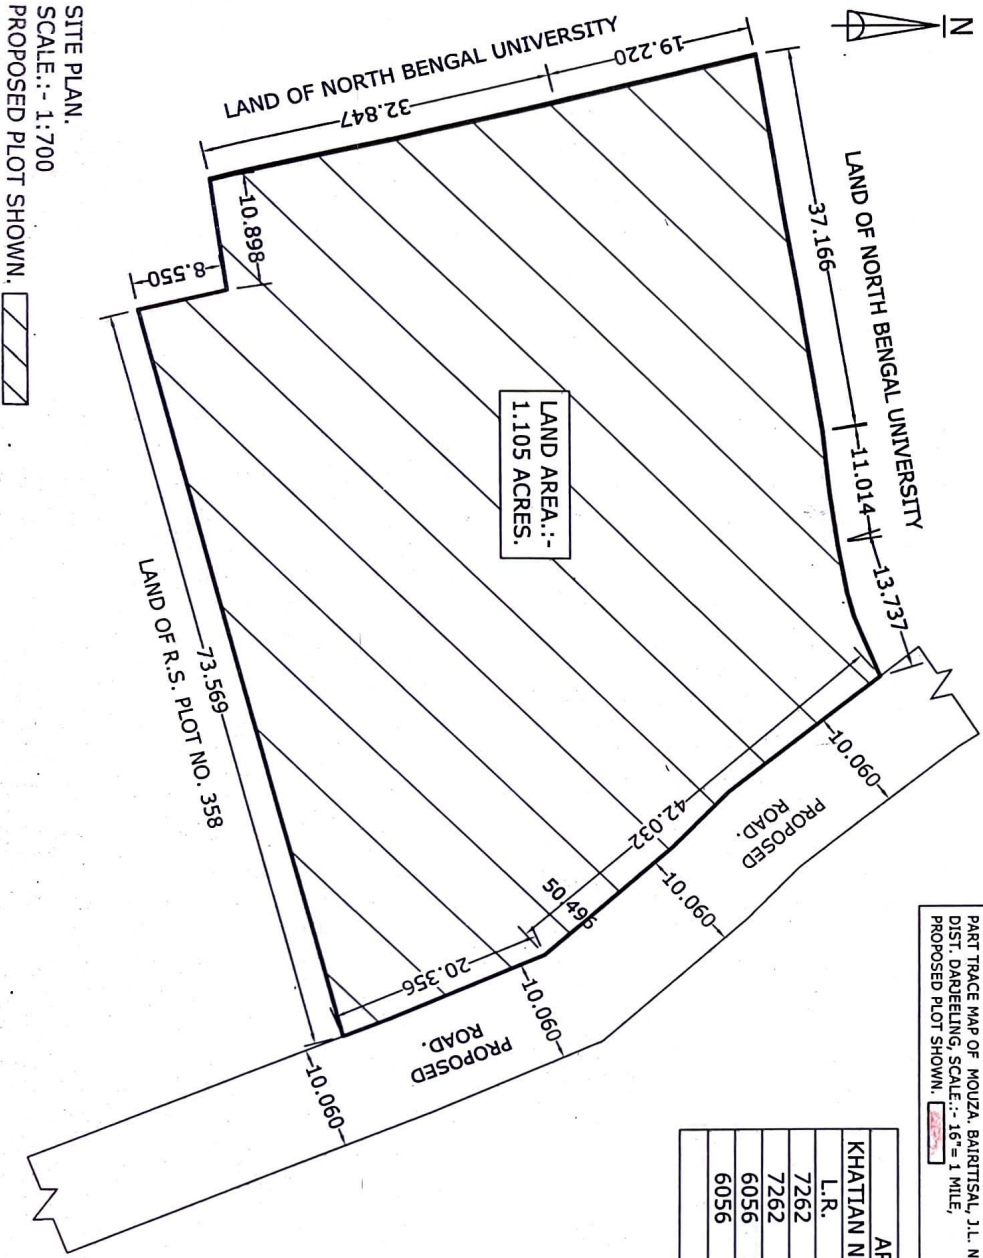 N
LAND OF NORTH BENGAL UNIVERSITY
19.220
32.847
LAND OF NORTH BENGAL UNIVERSITY
37.166
11.014
13.737
10.898
8.550
LAND AREA.:-
1.105 ACRES.
73.569
LAND OF R.S. PLOT NO. 358
42.032
50.496
20.356
10.060
PROPOSED
ROAD.
10.060
10.060
PROPOSED
ROAD.
10.060
SITE PLAN.
SCALE.:- 1:700
PROPOSED PLOT SHOWN.
PART TRACE MAP OF MOUZA. BAIRITISAL, J.L. N
DIST. DARJEELING, SCALE.:- 16"= 1 MILE,
PROPOSED PLOT SHOWN.
KHATIAN N
L.R.
7262
7262
6056
6056